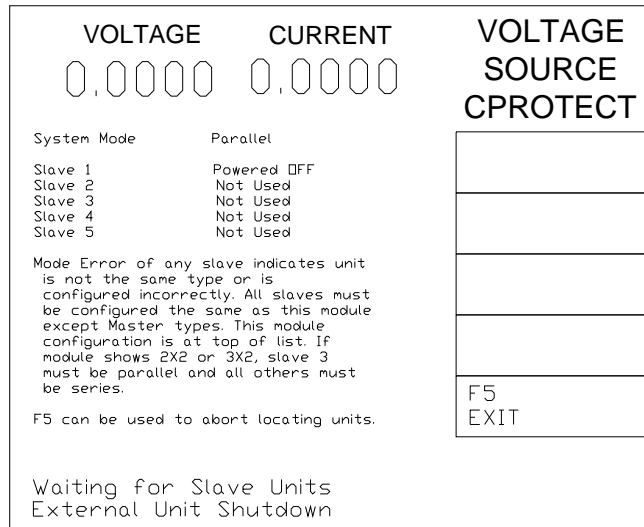 VOLTAGE CURRENT
0.0000 0.0000
System Mode Parallel
Slave 1 Powered OFF
Slave 2 Not Used
Slave 3 Not Used
Slave 4 Not Used
Slave 5 Not Used
Mode Error of any slave indicates unit
is not the same type or is
configured incorrectly. All slaves must
be configured the same as this module
except Master types. This module
configuration is at top of list. If
module shows 2X2 or 3X2, slave 3
must be parallel and all others must
be series.
F5 can be used to abort locating units.
Waiting for Slave Units
External Unit Shutdown
VOLTAGE
SOURCE
CPROTECT
F5
EXIT